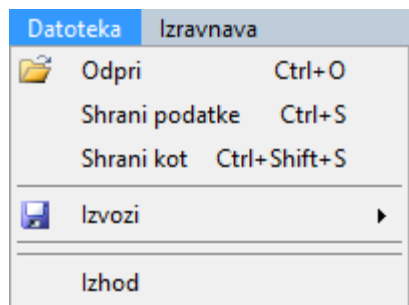 Datoteka Izravnava
Odpri Ctrl+O
Shrani podatke Ctrl+S
Shrani kot Ctrl+Shift+S
Izvozi
Izhod